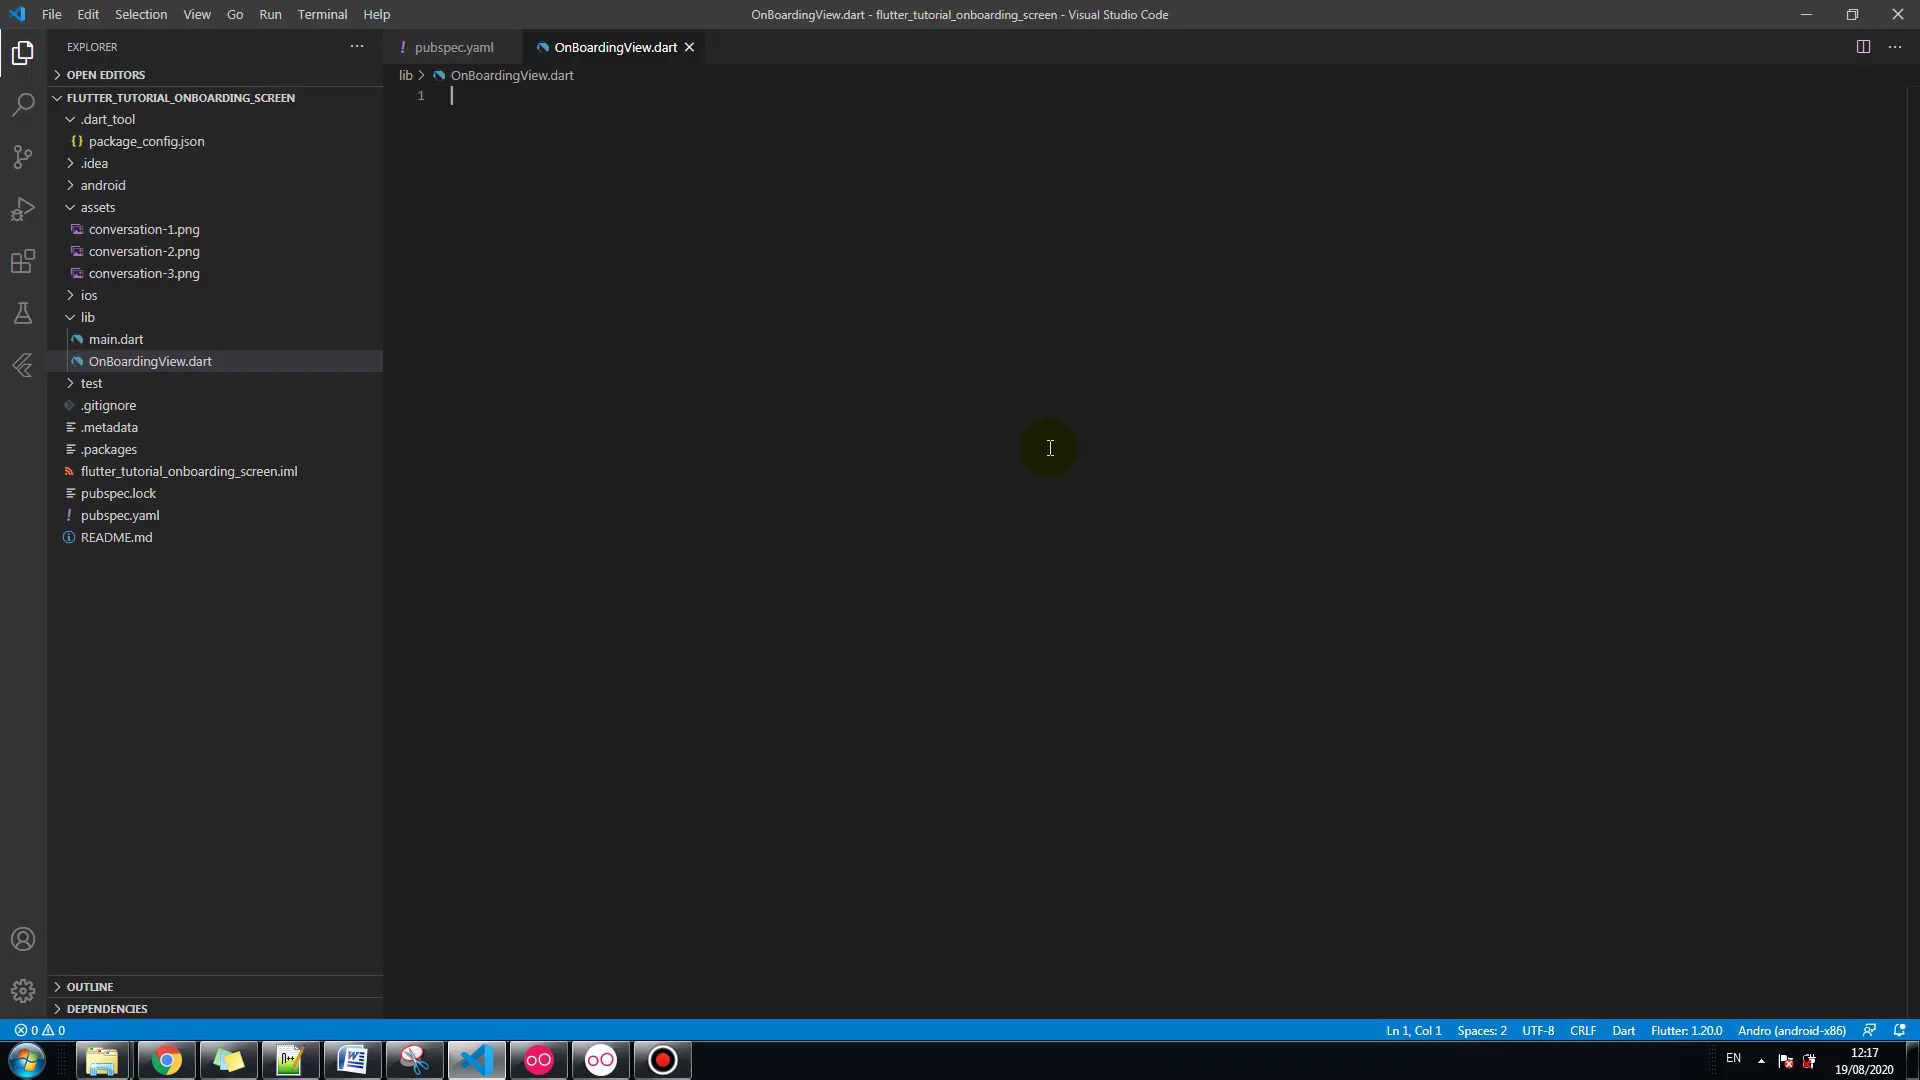 File Edit Selection View Go Run Terminal Help
OnBoardingView.dart - flutter_tutorial_onboarding_screen - Visual Studio Code
EXPLORER
OPEN EDITORS
FLUTTER_TUTORIAL_ONBOARDING_SCREEN
.dart_tool
{} package_config.json
.idea
android
assets
conversation-1.png
conversation-2.png
conversation-3.png
ios
lib
main.dart
OnBoardingView.dart
test
.gitignore
.metadata
.packages
flutter_tutorial_onboarding_screen.iml
pubspec.lock
! pubspec.yaml
README.md
OUTLINE
DEPENDENCIES
! pubspec.yaml
OnBoardingView.dart
lib > OnBoardingView.dart
1
0 0
Ln 1, Col 1 Spaces: 2 UTF-8 CRLF Dart Flutter: 1.20.0 Andro (android-x86)
EN
12:17
19/08/2020